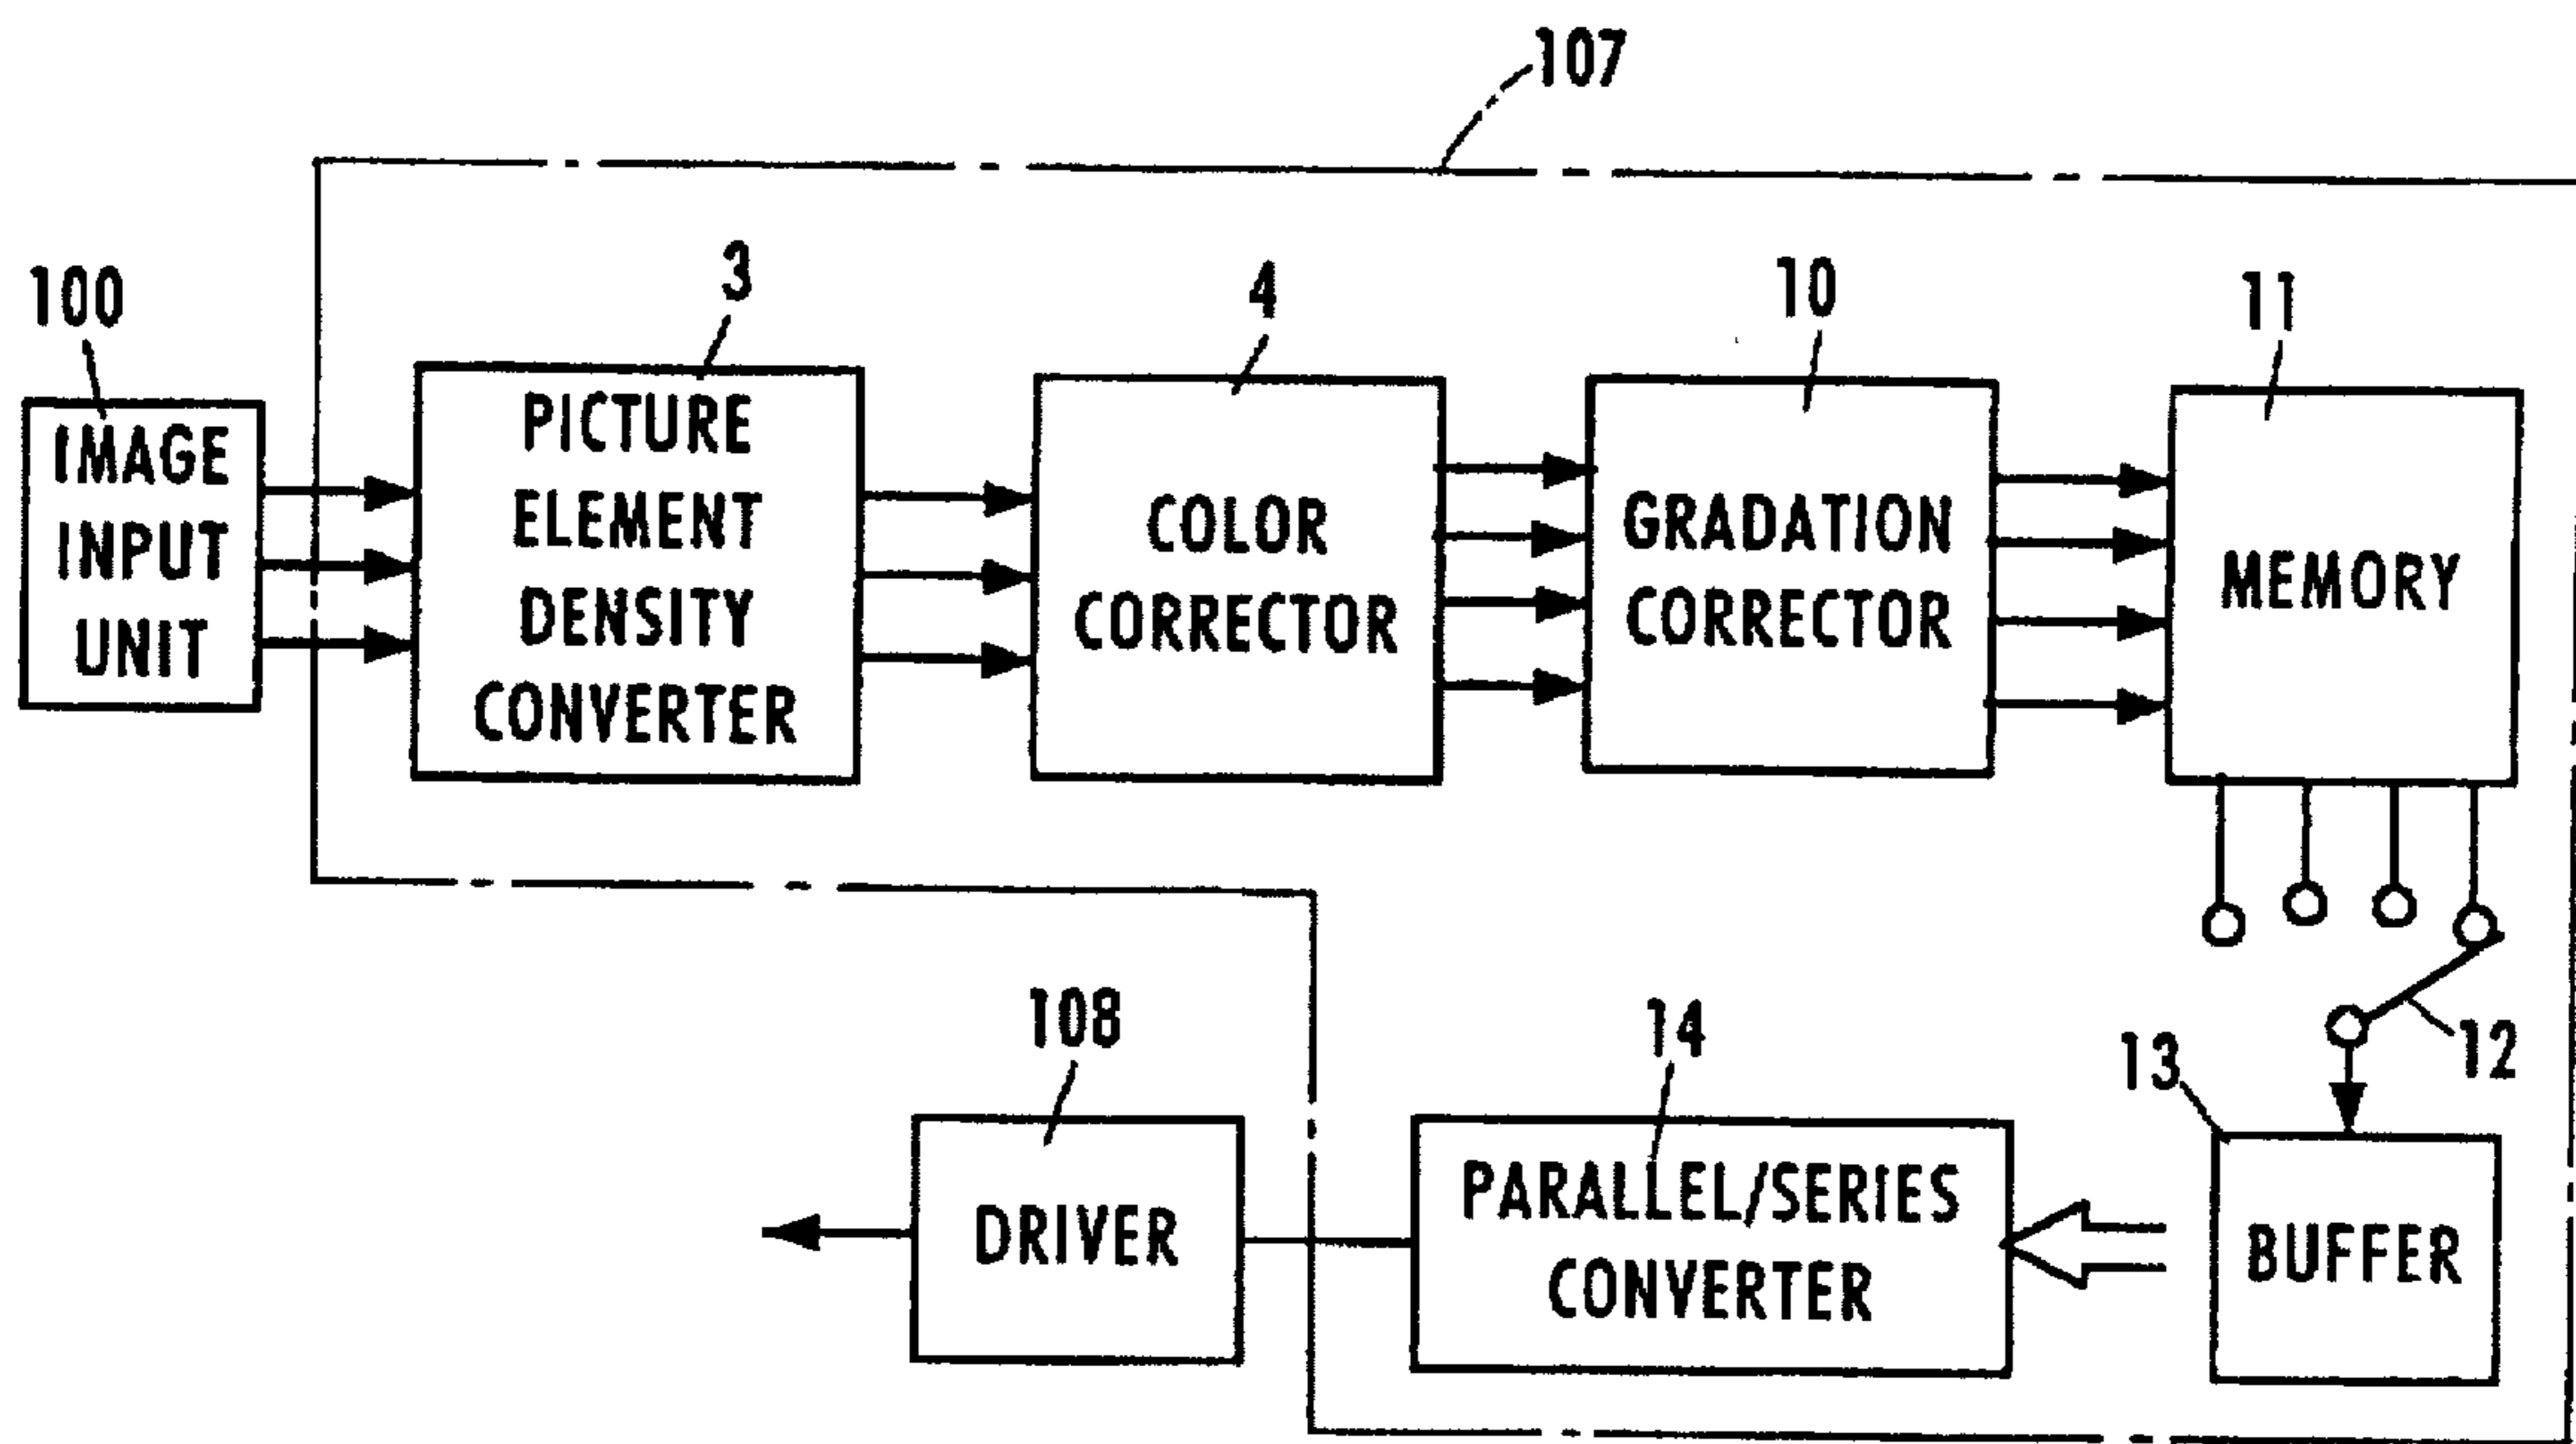 107
100
3
4
10
11
IMAGE
INPUT
UNIT
PICTURE
ELEMENT
DENSITY
CONVERTER
COLOR
CORRECTOR
GRADATION
CORRECTOR
MEMORY
12
13
14
108
BUFFER
PARALLEL/SERIES
CONVERTER
DRIVER